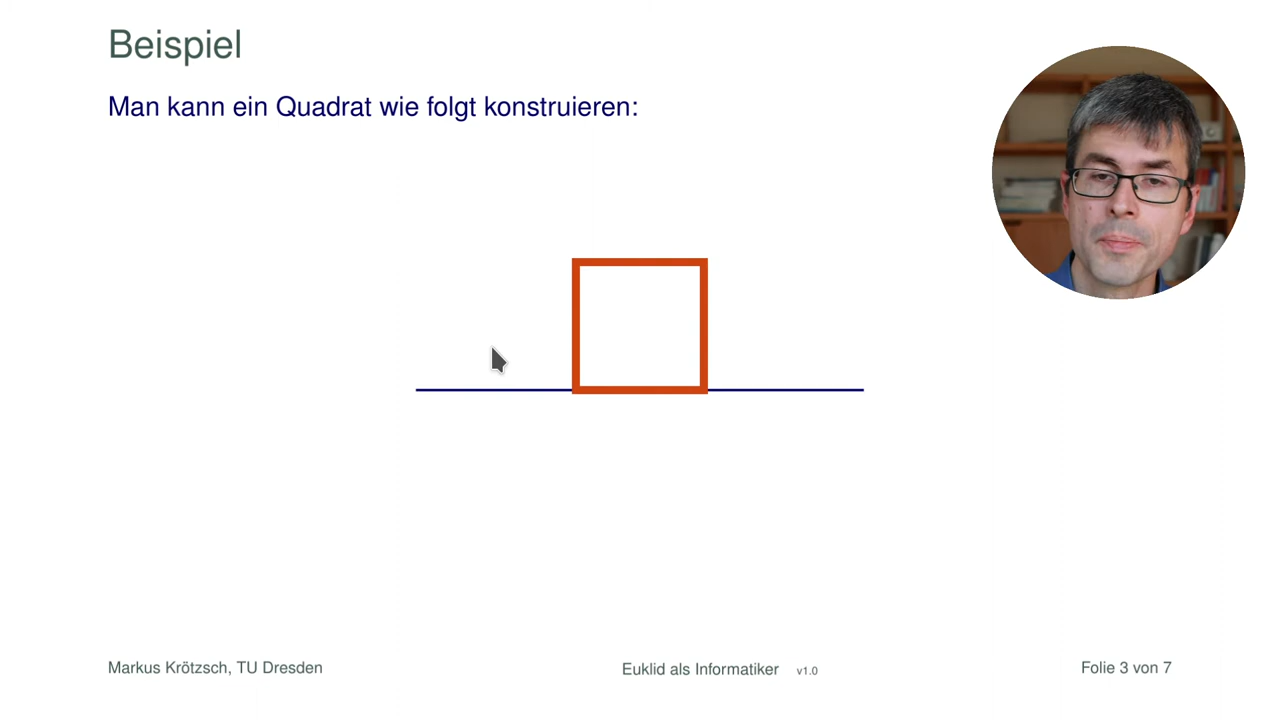 Beispiel
Man kann ein Quadrat wie folgt konstruieren:
Markus Krötzsch, TU Dresden
Euklid als Informatiker v1.0
Folie 3 von 7